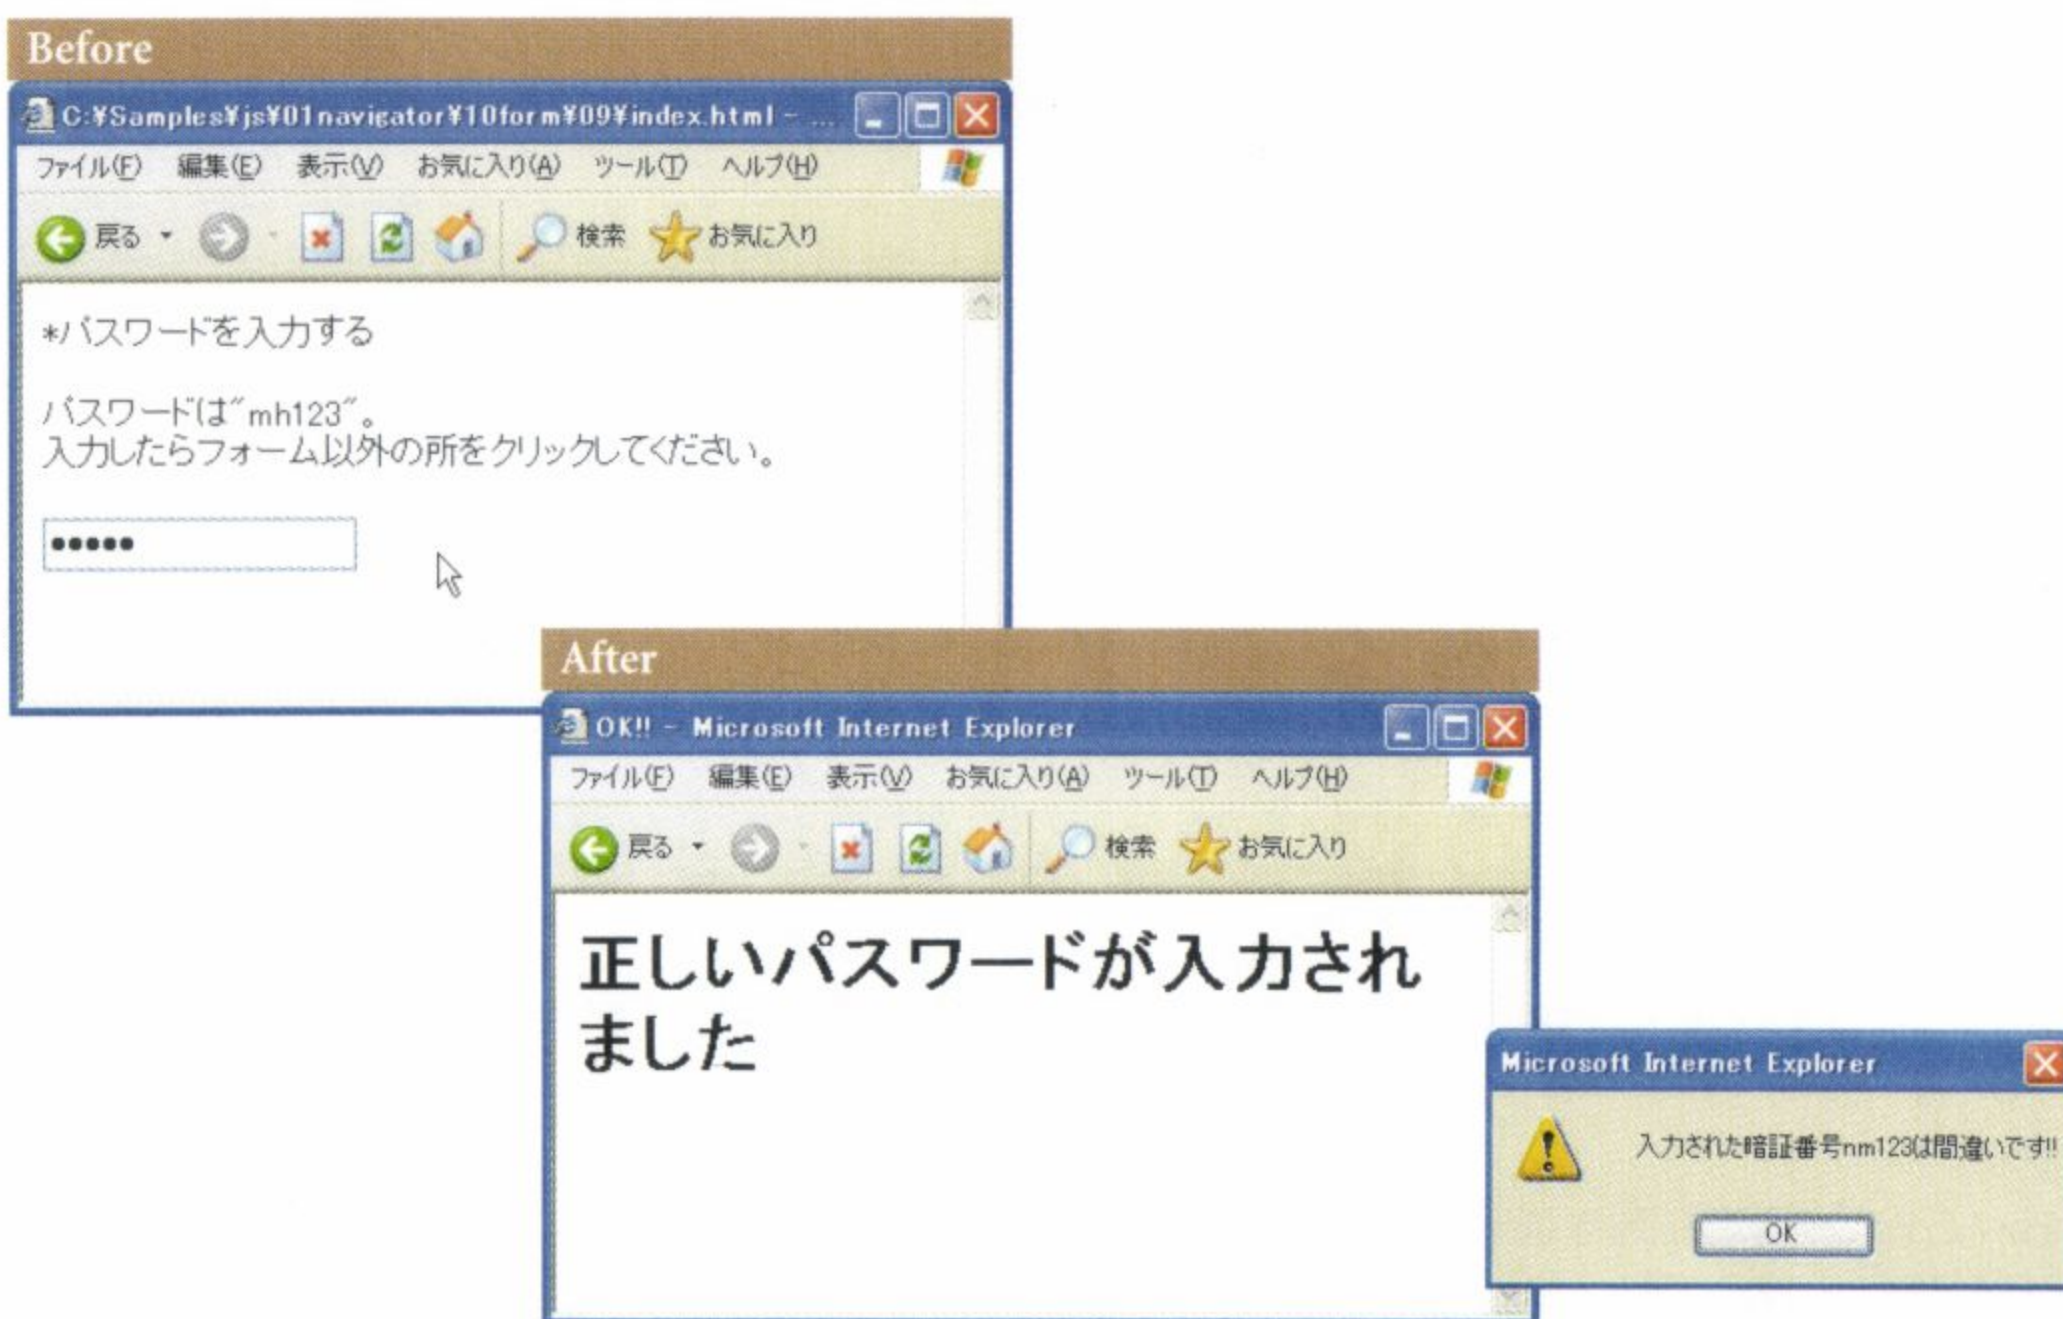 Before
C:¥Samples¥js¥01navigator¥10form¥09¥index.html - ...
ファイル(F) 編集(E) 表示(V) お気に入り(A) ツール(T) ヘルプ(H)
戻る 検索 お気に入り
*パスワードを入力する
パスワードは"mh123"。
入力したらフォーム以外の所をクリックしてください。
●●●●●
After
OK!! - Microsoft Internet Explorer
ファイル(F) 編集(E) 表示(V) お気に入り(A) ツール(T) ヘルプ(H)
戻る 検索 お気に入り
正しいパスワードが入力され
ました
Microsoft Internet Explorer
入力された暗証番号nm123は間違いです!!
OK